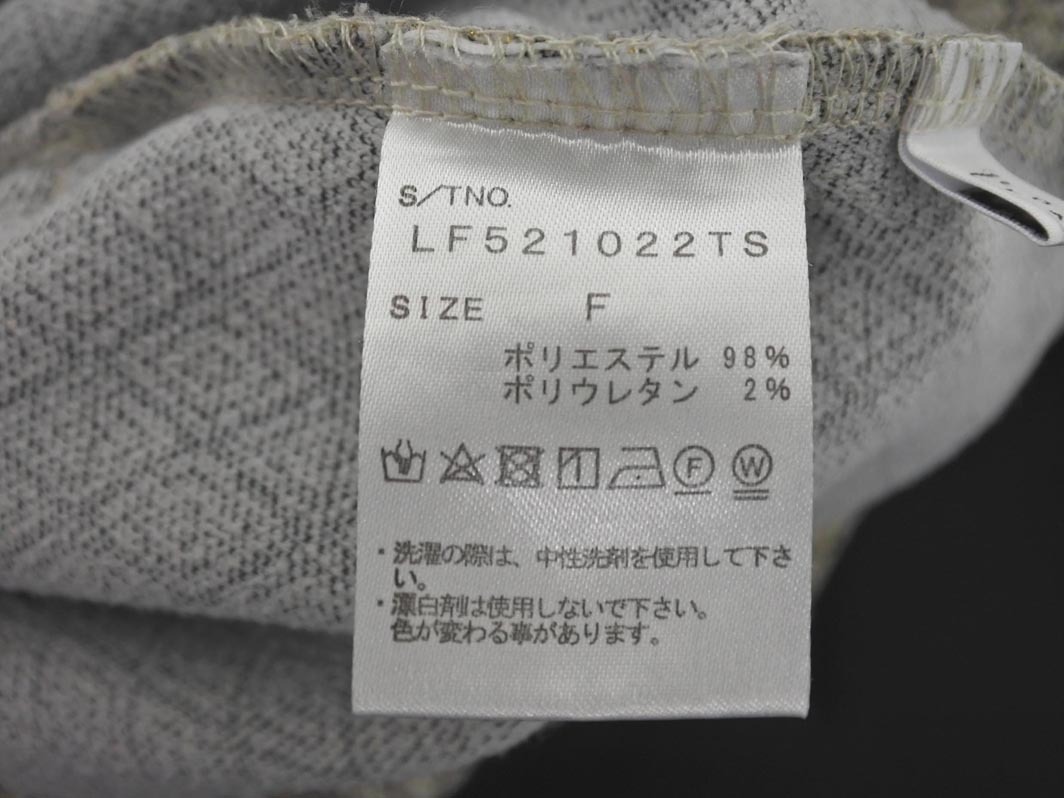 S/TNO.
LF521022TS
SIZE F
ポリエステル 98%
ポリウレタン 2%
F W
・洗濯の際は、中性洗剤を使用して下さ
い。
・漂白剤は使用しないで下さい。
色が変わる事があります。